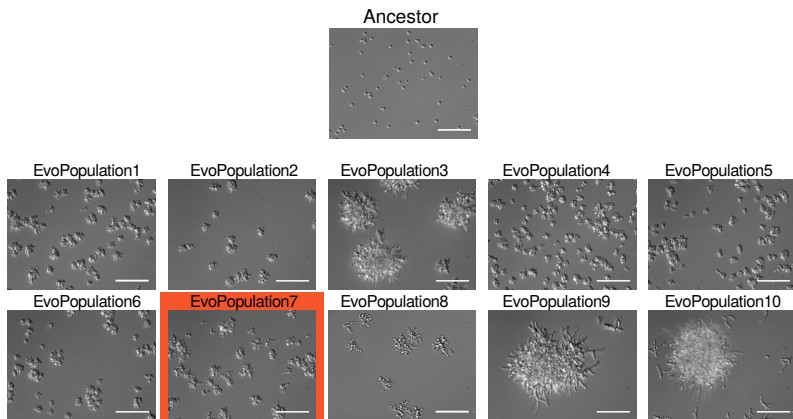 Ancestor
EvoPopulation1
EvoPopulation2
EvoPopulation3
EvoPopulation4
EvoPopulation5
EvoPopulation6
EvoPopulation7
EvoPopulation8
EvoPopulation9
EvoPopulation10